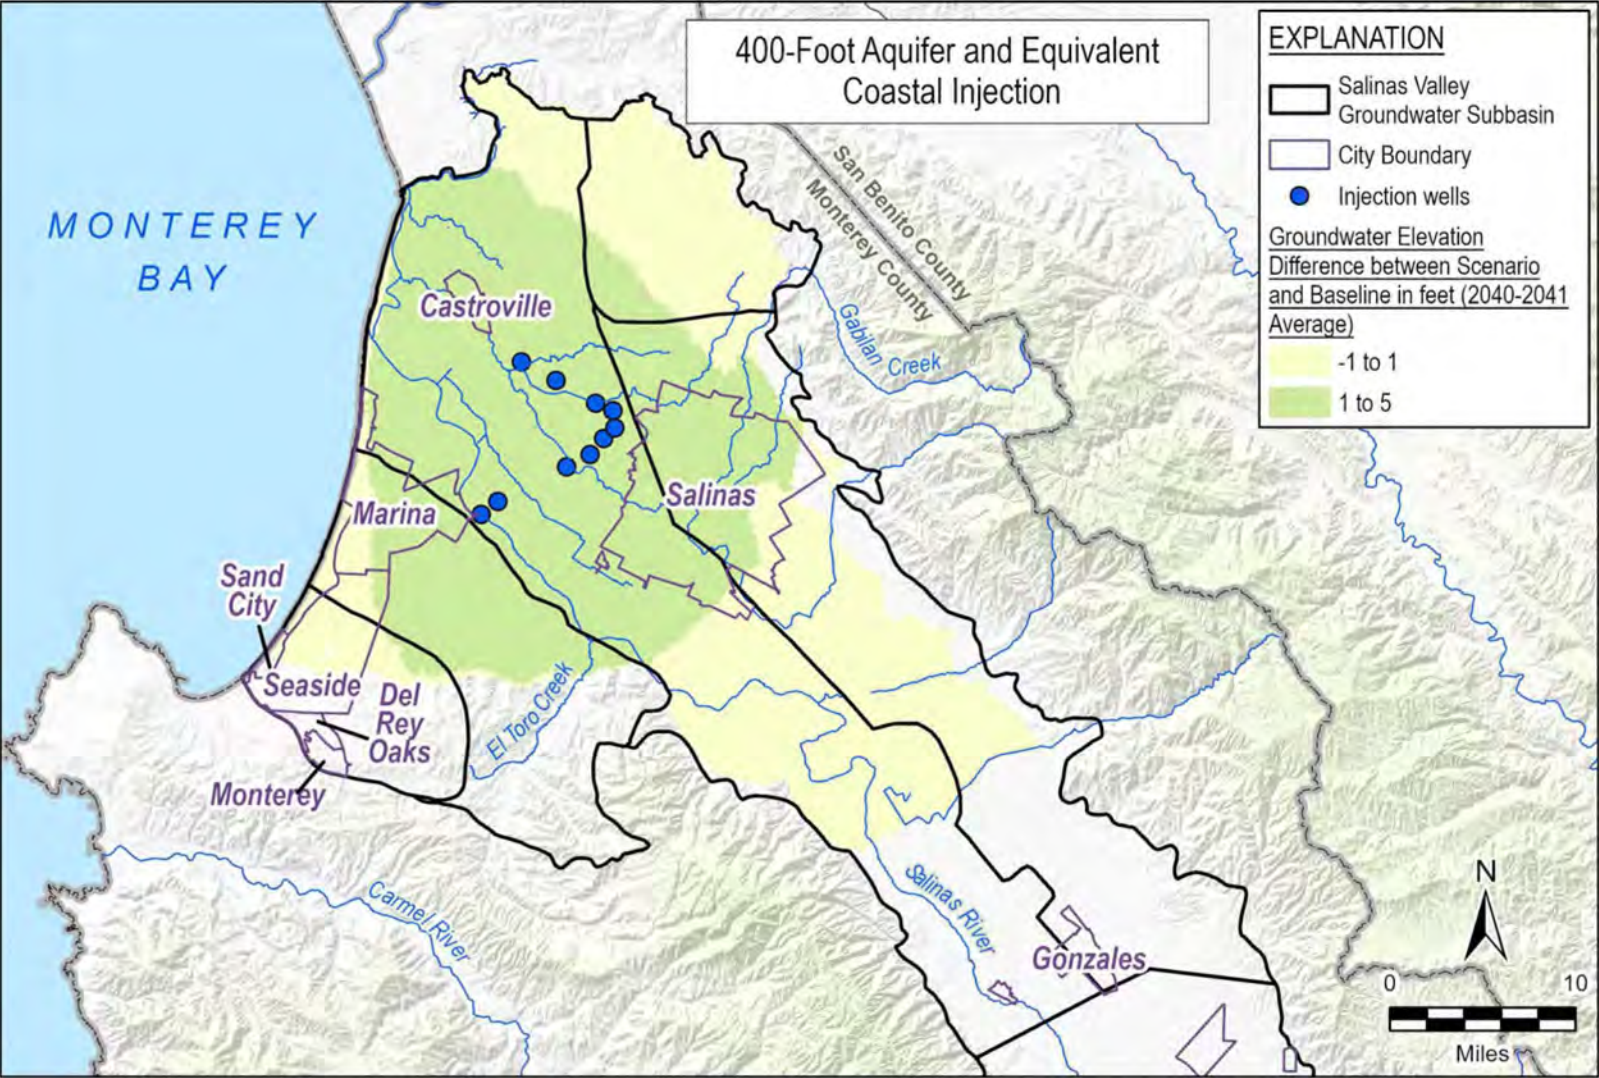 400-Foot Aquifer and Equivalent
Coastal Injection
EXPLANATION
Salinas Valley
Groundwater Subbasin
City Boundary
Injection wells
Groundwater Elevation
Difference between Scenario
and Baseline in feet (2040-2041
Average)
-1 to 1
1 to 5
MONTEREY
BAY
San Benito County
Monterey County
Castroville
Gabilan Creek
Salinas
Marina
Sand
City
Seaside
Del
Rey
Oaks
El Toro Creek
Monterey
Carmel River
Salinas River
Gonzales
N
0 10
Miles